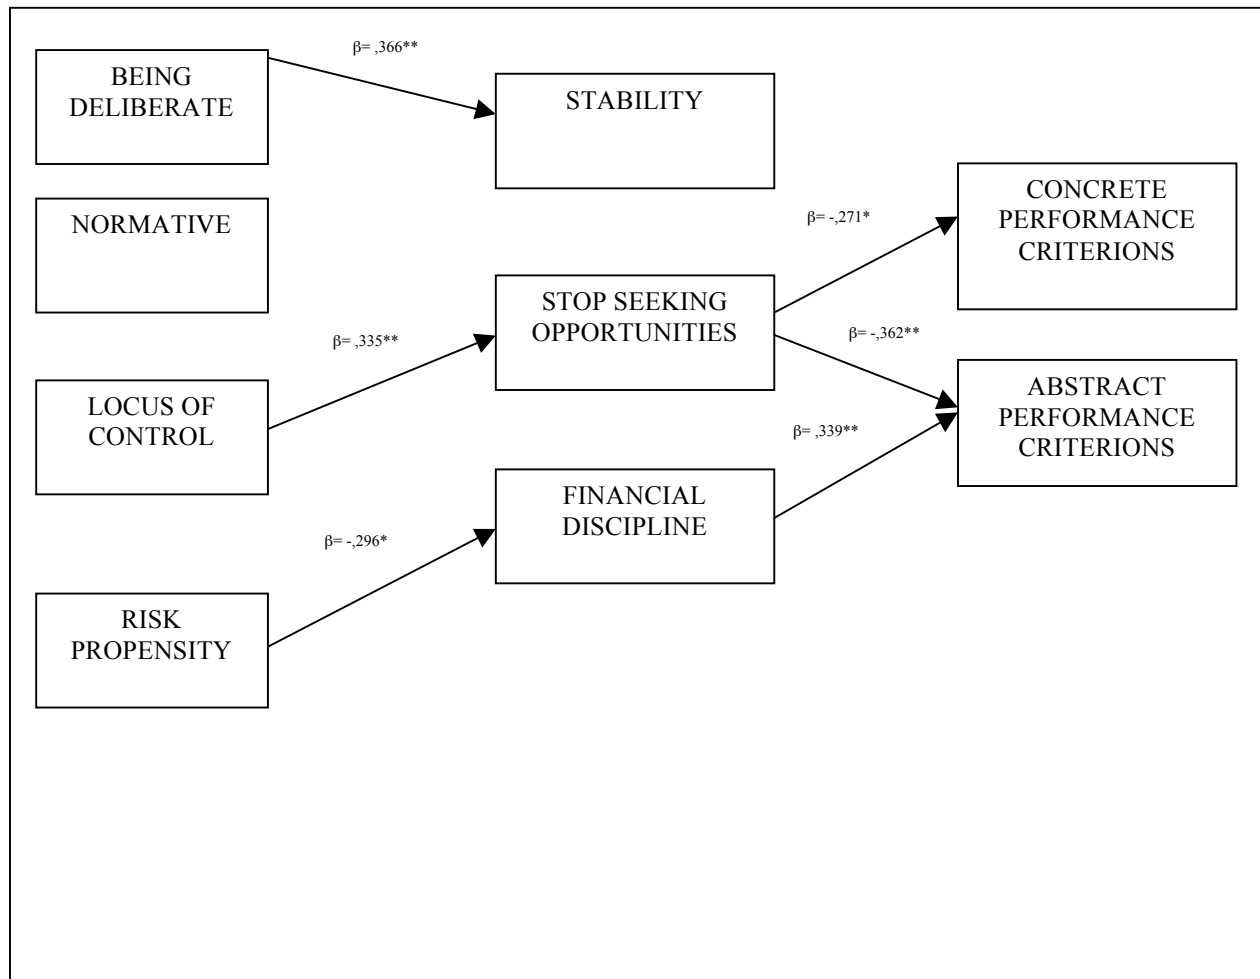 β= ,366**
BEING
DELIBERATE
STABILITY
NORMATIVE
CONCRETE
PERFORMANCE
CRITERIONS
β= -,271*
STOP SEEKING
OPPORTUNITIES
β= ,335**
β= -,362**
LOCUS OF
CONTROL
ABSTRACT
PERFORMANCE
CRITERIONS
β= ,339**
FINANCIAL
DISCIPLINE
β= -,296*
RISK
PROPENSITY